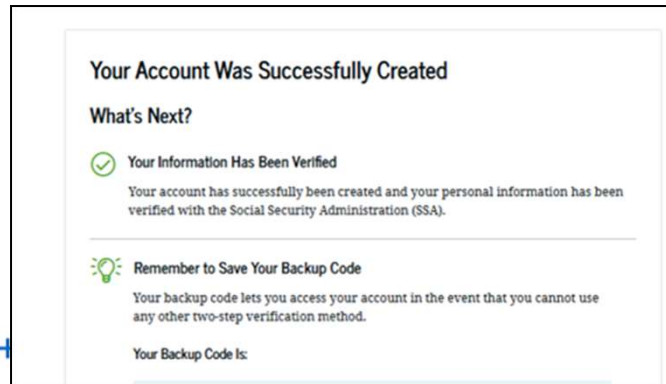 Your Account Was Successfully Created
What's Next?
Your Information Has Been Verified
Your account has successfully been created and your personal information has been
verified with the Social Security Administration (SSA).
Remember to Save Your Backup Code
Your backup code lets you access your account in the event that you cannot use
any other two-step verification method.
Your Backup Code Is: